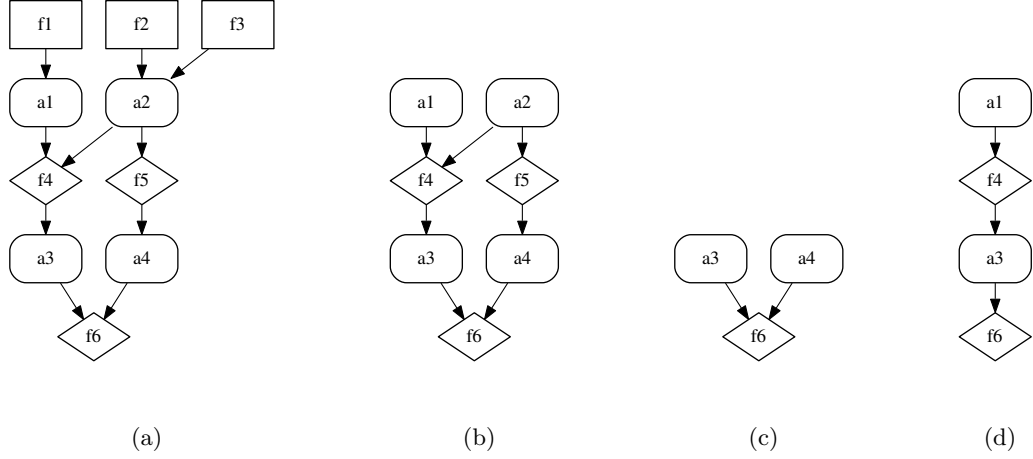 f1 f2 f3
a1 a2 a1 a2 a1
f4 f5 f4 f5 f4
a3 a4 a3 a4 a3 a4 a3
f6 f6 f6 f6
(a) (b) (c) (d)